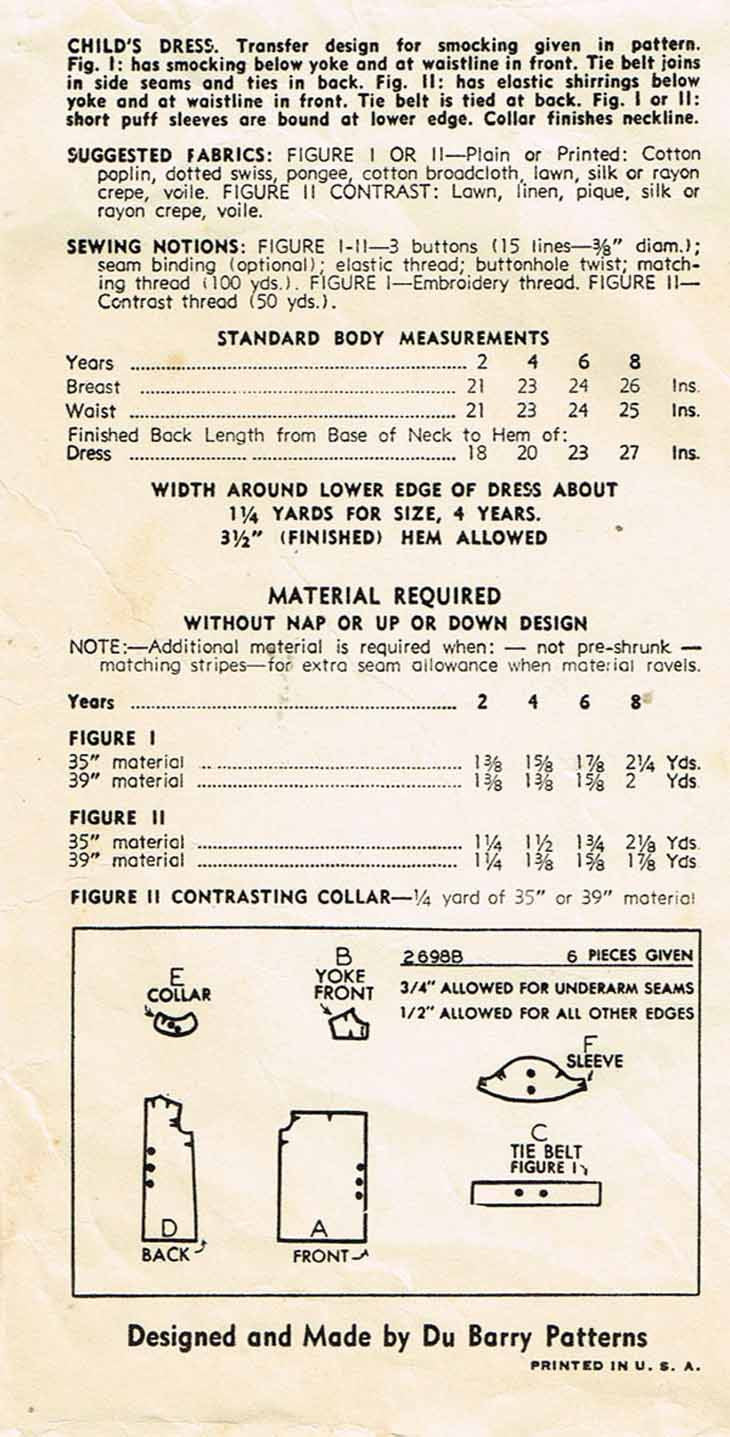 CHILD'S DRESS. Transfer design for smocking given in pattern.
Fig. I: has smocking below yoke and at waistline in front. Tie belt joins
in side seams and ties in back. Fig. II: has elastic shirrings below
yoke and at waistline in front. Tie belt is tied at back. Fig. I or II:
short puff sleeves are bound at lower edge. Collar finishes neckline.
SUGGESTED FABRICS: FIGURE I OR II—Plain or Printed: Cotton
poplin, dotted swiss, pongee, cotton broadcloth, lawn, silk or rayon
crepe, voile. FIGURE II CONTRAST: Lawn, linen, pique, silk or
rayon crepe, voile.
SEWING NOTIONS: FIGURE I-II—3 buttons (15 lines—3/8" diam.);
seam binding (optional); elastic thread; buttonhole twist; match-
ing thread (100 yds.). FIGURE I—Embroidery thread. FIGURE II—
Contrast thread (50 yds.).
STANDARD BODY MEASUREMENTS
Years ........ 2 4 6 8
Breast ........ 21 23 24 26 Ins.
Waist ........ 21 23 24 25 Ins.
Finished Back Length from Base of Neck to Hem of:
Dress ........ 18 20 23 27 Ins.
WIDTH AROUND LOWER EDGE OF DRESS ABOUT
1¼ YARDS FOR SIZE, 4 YEARS.
3½" (FINISHED) HEM ALLOWED
MATERIAL REQUIRED
WITHOUT NAP OR UP OR DOWN DESIGN
NOTE:—Additional material is required when: — not pre-shrunk —
matching stripes—for extra seam allowance when material ravels.
Years ........ 2 4 6 8
FIGURE I
35" material ........ 1⅜ 1⅝ 1⅞ 2¼ Yds.
39" material ........ 1⅜ 1⅜ 1⅝ 2 Yds
FIGURE II
35" material ........ 1¼ 1½ 1¾ 2⅛ Yds.
39" material ........ 1¼ 1⅜ 1⅝ 1⅞ Yds
FIGURE II CONTRASTING COLLAR—¼ yard of 35" or 39" material
2698B 6 PIECES GIVEN
3/4" ALLOWED FOR UNDERARM SEAMS
1/2" ALLOWED FOR ALL OTHER EDGES
E
COLLAR
B
YOKE
FRONT
F
SLEEVE
C
TIE BELT
FIGURE I
D
BACK
A
FRONT
Designed and Made by Du Barry Patterns
PRINTED IN U. S. A.